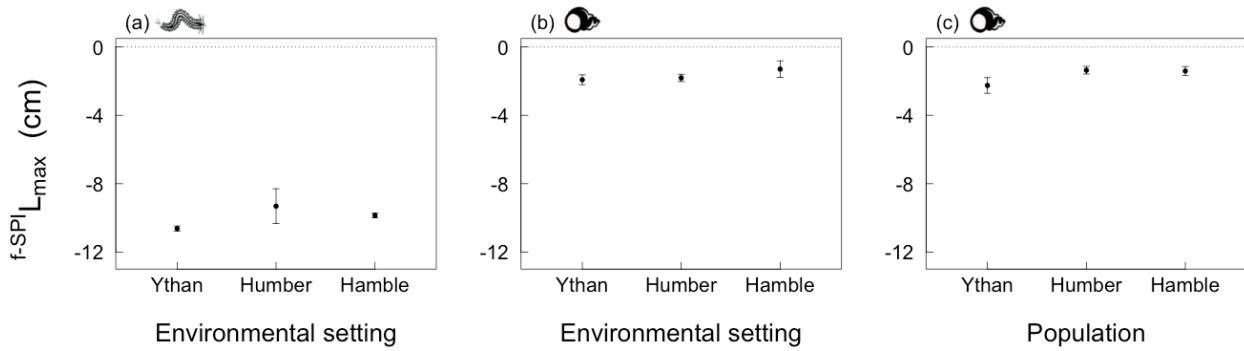 (a)
(b)
(c)
f-SPI L max (cm)
0
-4
-8
-12
Ythan Humber Hamble
Environmental setting
0
-4
-8
-12
Ythan Humber Hamble
Environmental setting
0
-4
-8
-12
Ythan Humber Hamble
Population